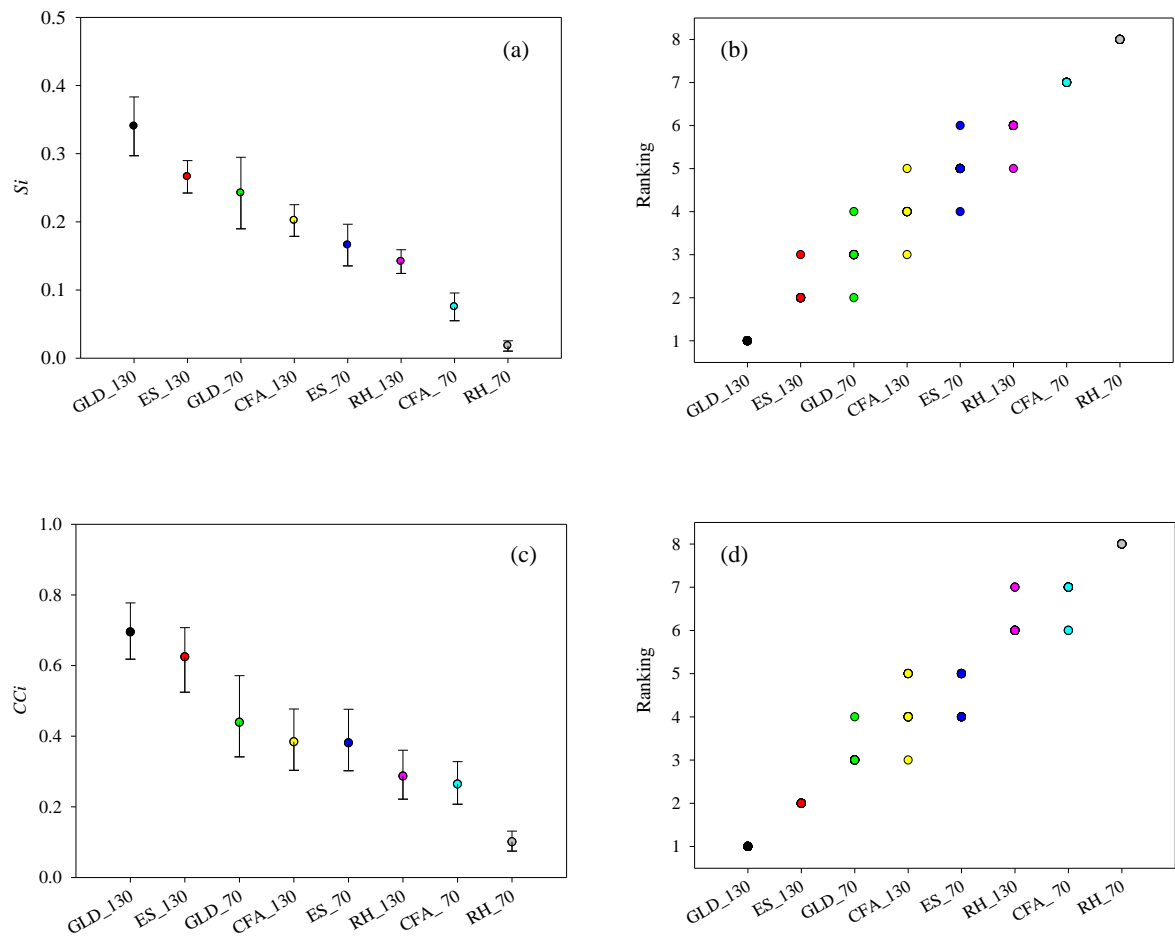 0.5
0.4
0.3
0.2
0.1
0.0
Si
(a)
GLD_130
ES_130
GLD_70
CFA_130
ES_70
RH_130
CFA_70
RH_70
8
7
6
5
4
3
2
1
Ranking
(b)
GLD_130
ES_130
GLD_70
CFA_130
ES_70
RH_130
CFA_70
RH_70
1.0
0.8
0.6
0.4
0.2
0.0
CCi
(c)
GLD_130
ES_130
GLD_70
CFA_130
ES_70
RH_130
CFA_70
RH_70
8
7
6
5
4
3
2
1
Ranking
(d)
GLD_130
ES_130
GLD_70
CFA_130
ES_70
RH_130
CFA_70
RH_70